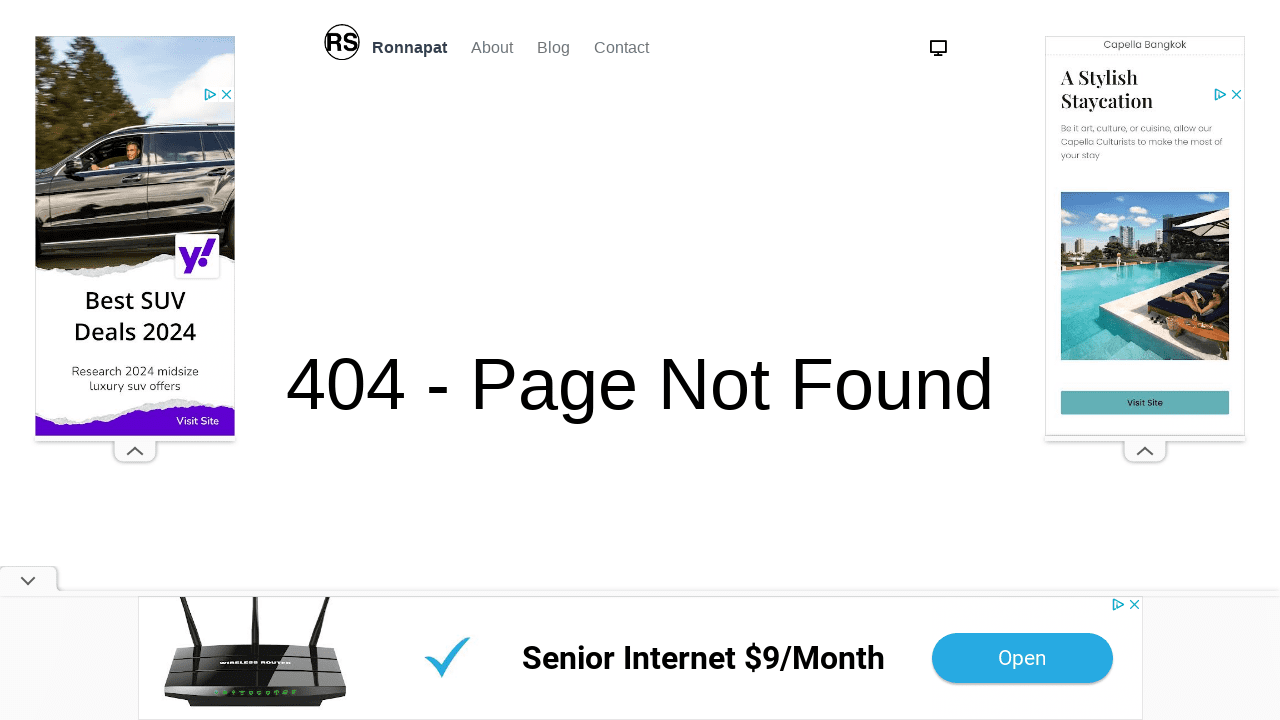 RS Ronnapat About Blog Contact
Best SUV
Deals 2024
Research 2024 midsize
luxury suv offers
Visit Site
y!
Capella Bangkok
A Stylish
Staycation
Be it art, culture, or cuisine, allow our
Capella Culturists to make the most of
your stay
Visit Site
404 - Page Not Found
WIRELESS ROUTER
Senior Internet $9/Month
Open